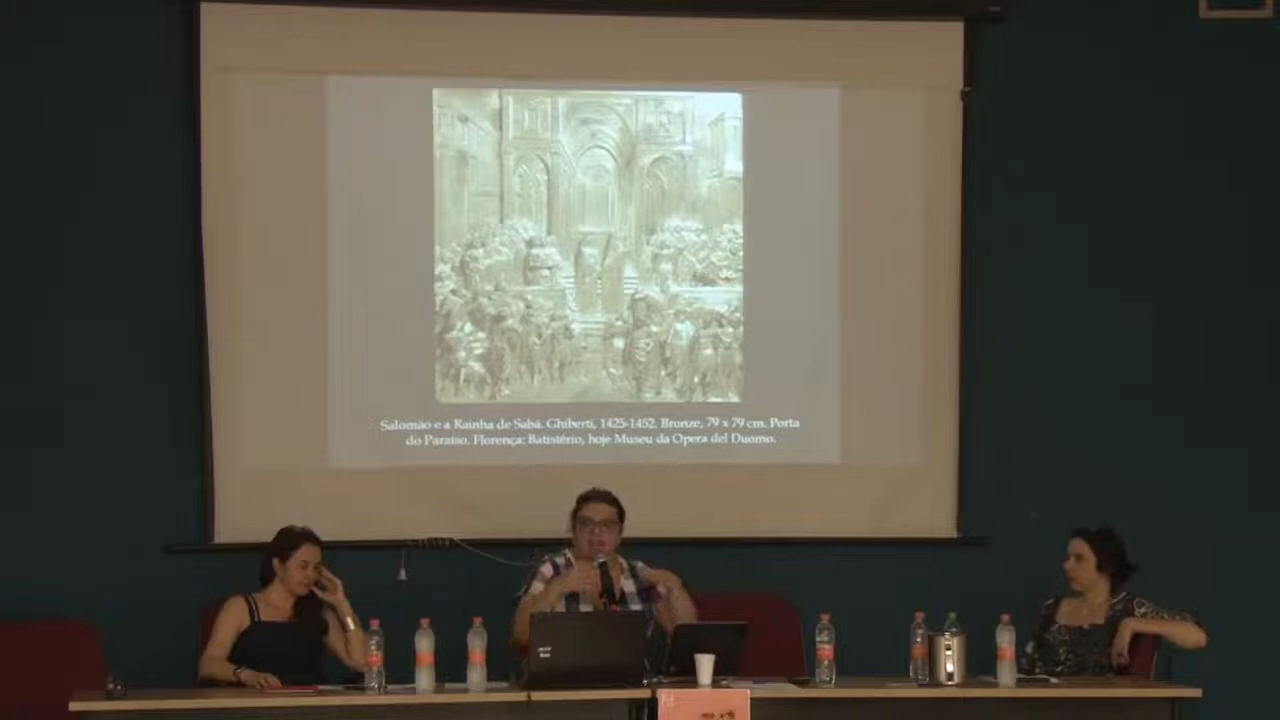 Salomão e a Rainha de Sabá. Ghiberti, 1425-1452. Bronze, 79 x 79 cm. Porta
do Paraíso. Florença: Batistério, hoje Museu da Opera del Duomo.
acer